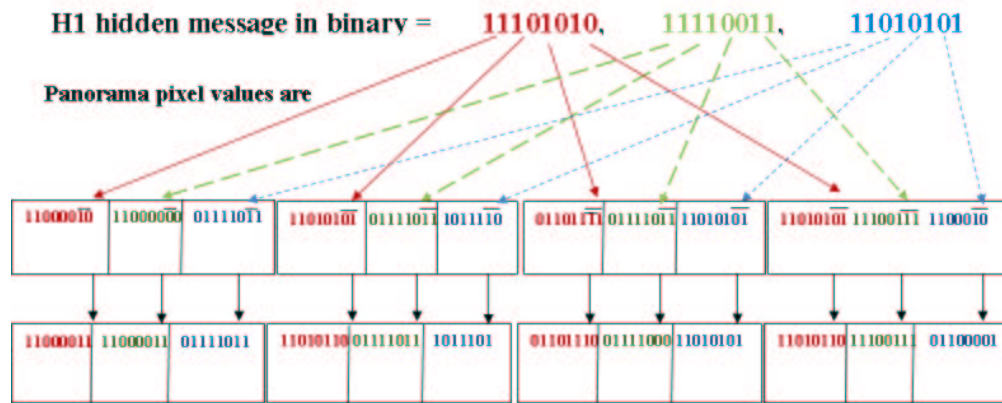 H1 hidden message in binary = 11101010, 11110011, 11010101
Panorama pixel values are
11000010 11000000 01111011 11010101 01111011 1011110 01101111 01111011 11010101 11010101 11100111 1100010
11000011 11000011 01111011 11010110 01111011 1011101 01101110 01111000 11010101 11010110 11100111 01100001